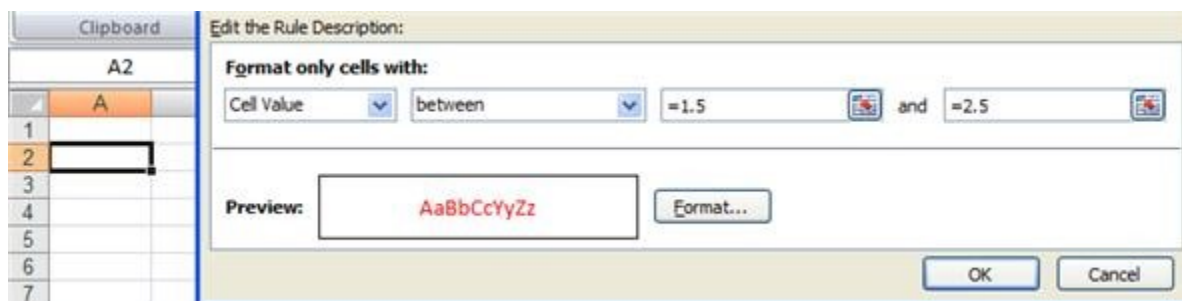 Clipboard
Edit the Rule Description:
A2
Format only cells with:
A
Cell Value between =1.5 and =2.5
1
2
3
4
5
6
7
Preview: AaBbCcYyZz Format...
OK Cancel